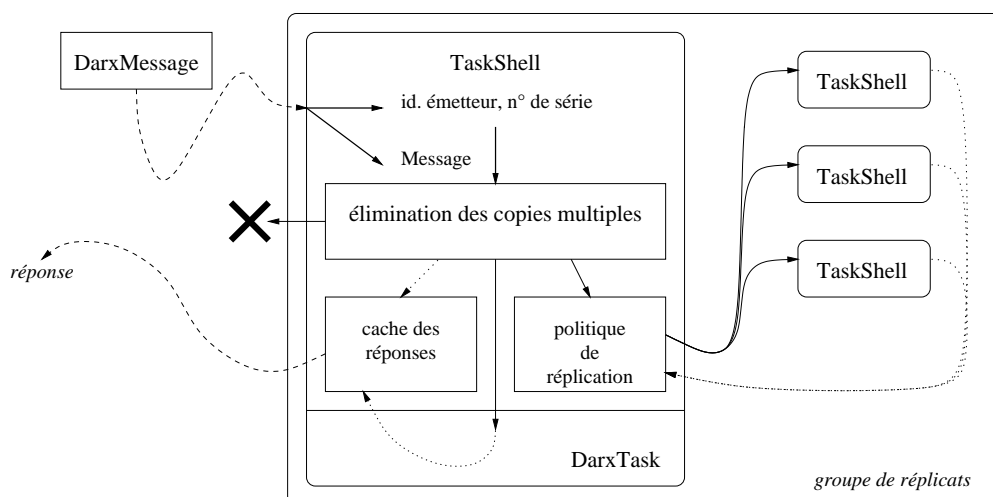 DarxMessage
TaskShell
id. émetteur, n° de série
Message
élimination des copies multiples
réponse
cache des
réponses
politique
de
réplication
DarxTask
TaskShell
TaskShell
TaskShell
groupe de réplicats